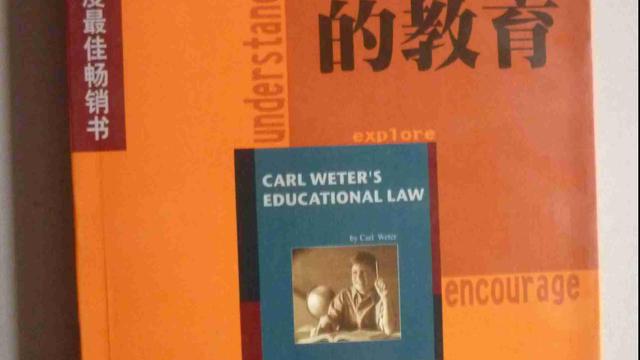 度最佳畅销书
的教育
understand
explore
CARL WETER'S
EDUCATIONAL LAW
by Carl Weter
encourage